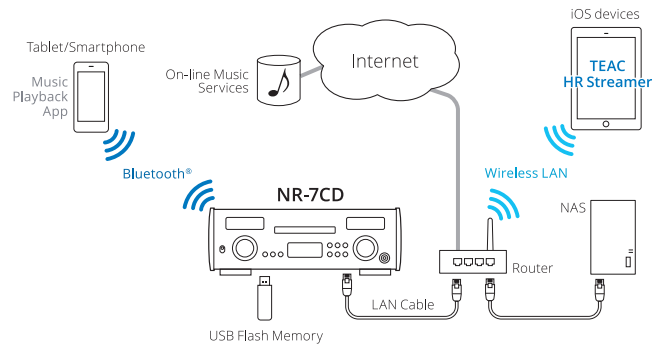 iOS devices
Tablet/Smartphone
Music
Playback
App
On-line Music
Services
Internet
TEAC
HR Streamer
Bluetooth®
Wireless LAN
NR-7CD
NAS
Router
LAN Cable
USB Flash Memory